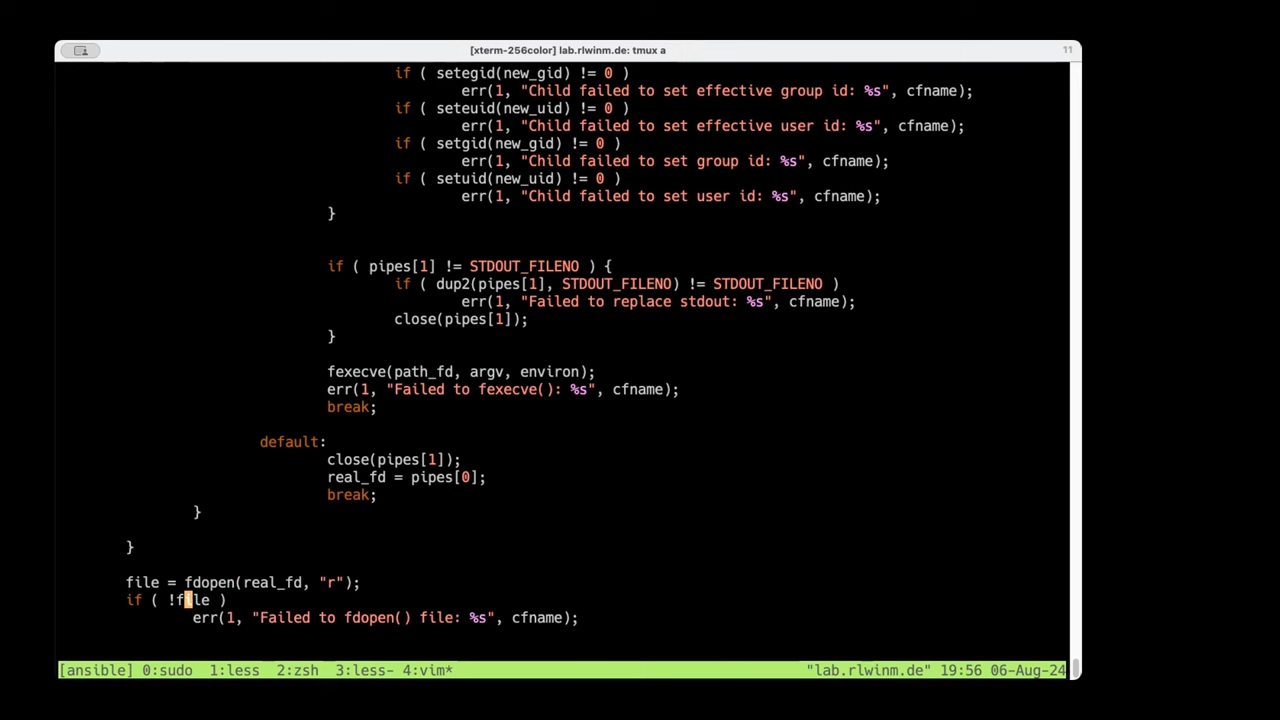 [xterm-256color] lab.rlwinm.de: tmux a
11
if ( setegid(new_gid) != 0 )
err(1, "Child failed to set effective group id: %s", cfname);
if ( seteuid(new_uid) != 0 )
err(1, "Child failed to set effective user id: %s", cfname);
if ( setgid(new_gid) != 0 )
err(1, "Child failed to set group id: %s", cfname);
if ( setuid(new_uid) != 0 )
err(1, "Child failed to set user id: %s", cfname);
}
if ( pipes[1] != STDOUT_FILENO ) {
if ( dup2(pipes[1], STDOUT_FILENO) != STDOUT_FILENO )
err(1, "Failed to replace stdout: %s", cfname);
close(pipes[1]);
}
fexecve(path_fd, argv, environ);
err(1, "Failed to fexecve(): %s", cfname);
break;
default:
close(pipes[1]);
real_fd = pipes[0];
break;
}
}
file = fdopen(real_fd, "r");
if ( !file )
err(1, "Failed to fdopen() file: %s", cfname);
[ansible] 0:sudo 1:less 2:zsh 3:less- 4:vim* "lab.rlwinm.de" 19:56 06-Aug-24